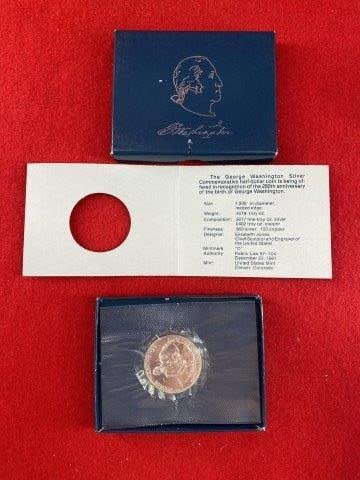 G. Washington
The George Washington Silver
Commemorative half-dollar coin is being of-
fered in recognition of the 250th anniversary
of the birth of George Washington.
Size: 1.205" in diameter,
reeded edge
Weight: .4019 troy oz.
Composition: .3617 fine troy oz. silver
.0402 troy oz. copper
Fineness: .900 silver, .100 copper
Designer: Elizabeth Jones
Chief Sculptor and Engraver of
the United States
Mintmark: "D"
Authority: Public Law 97-104
December 23, 1981
Mint: United States Mint
Denver, Colorado